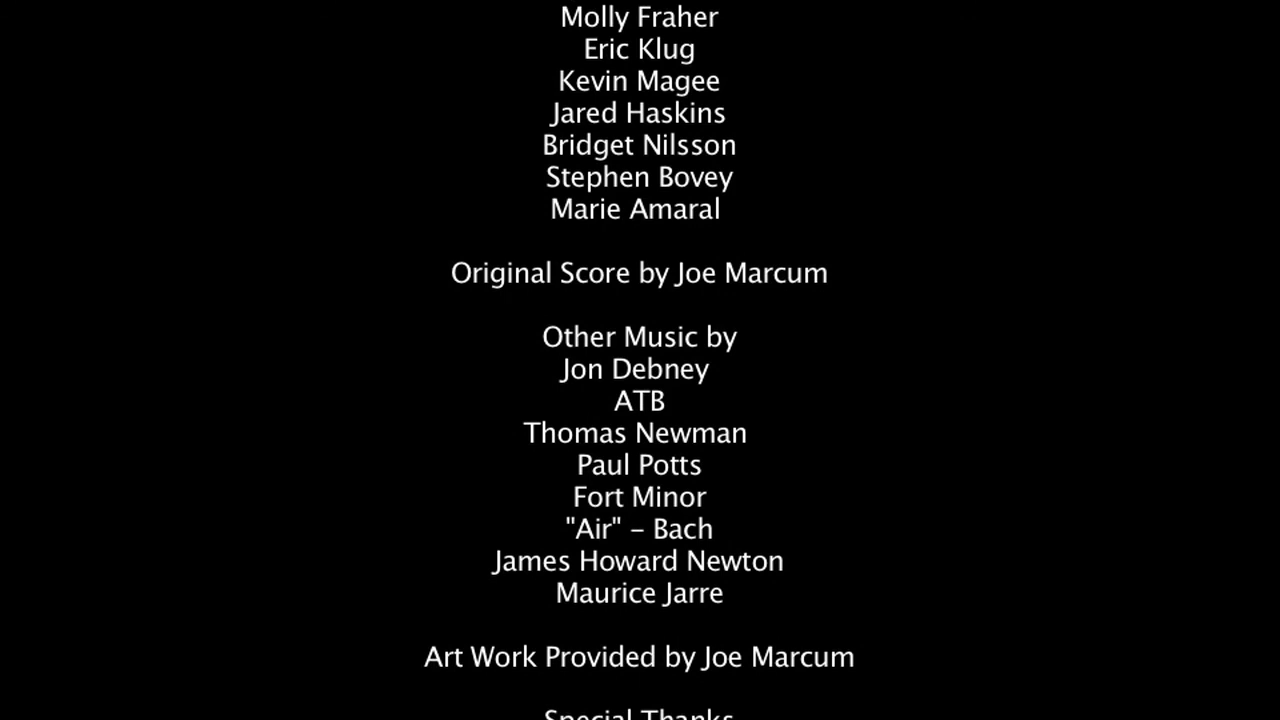 Molly Fraher
Eric Klug
Kevin Magee
Jared Haskins
Bridget Nilsson
Stephen Bovey
Marie Amaral
Original Score by Joe Marcum
Other Music by
Jon Debney
ATB
Thomas Newman
Paul Potts
Fort Minor
"Air" - Bach
James Howard Newton
Maurice Jarre
Art Work Provided by Joe Marcum
Special Thanks